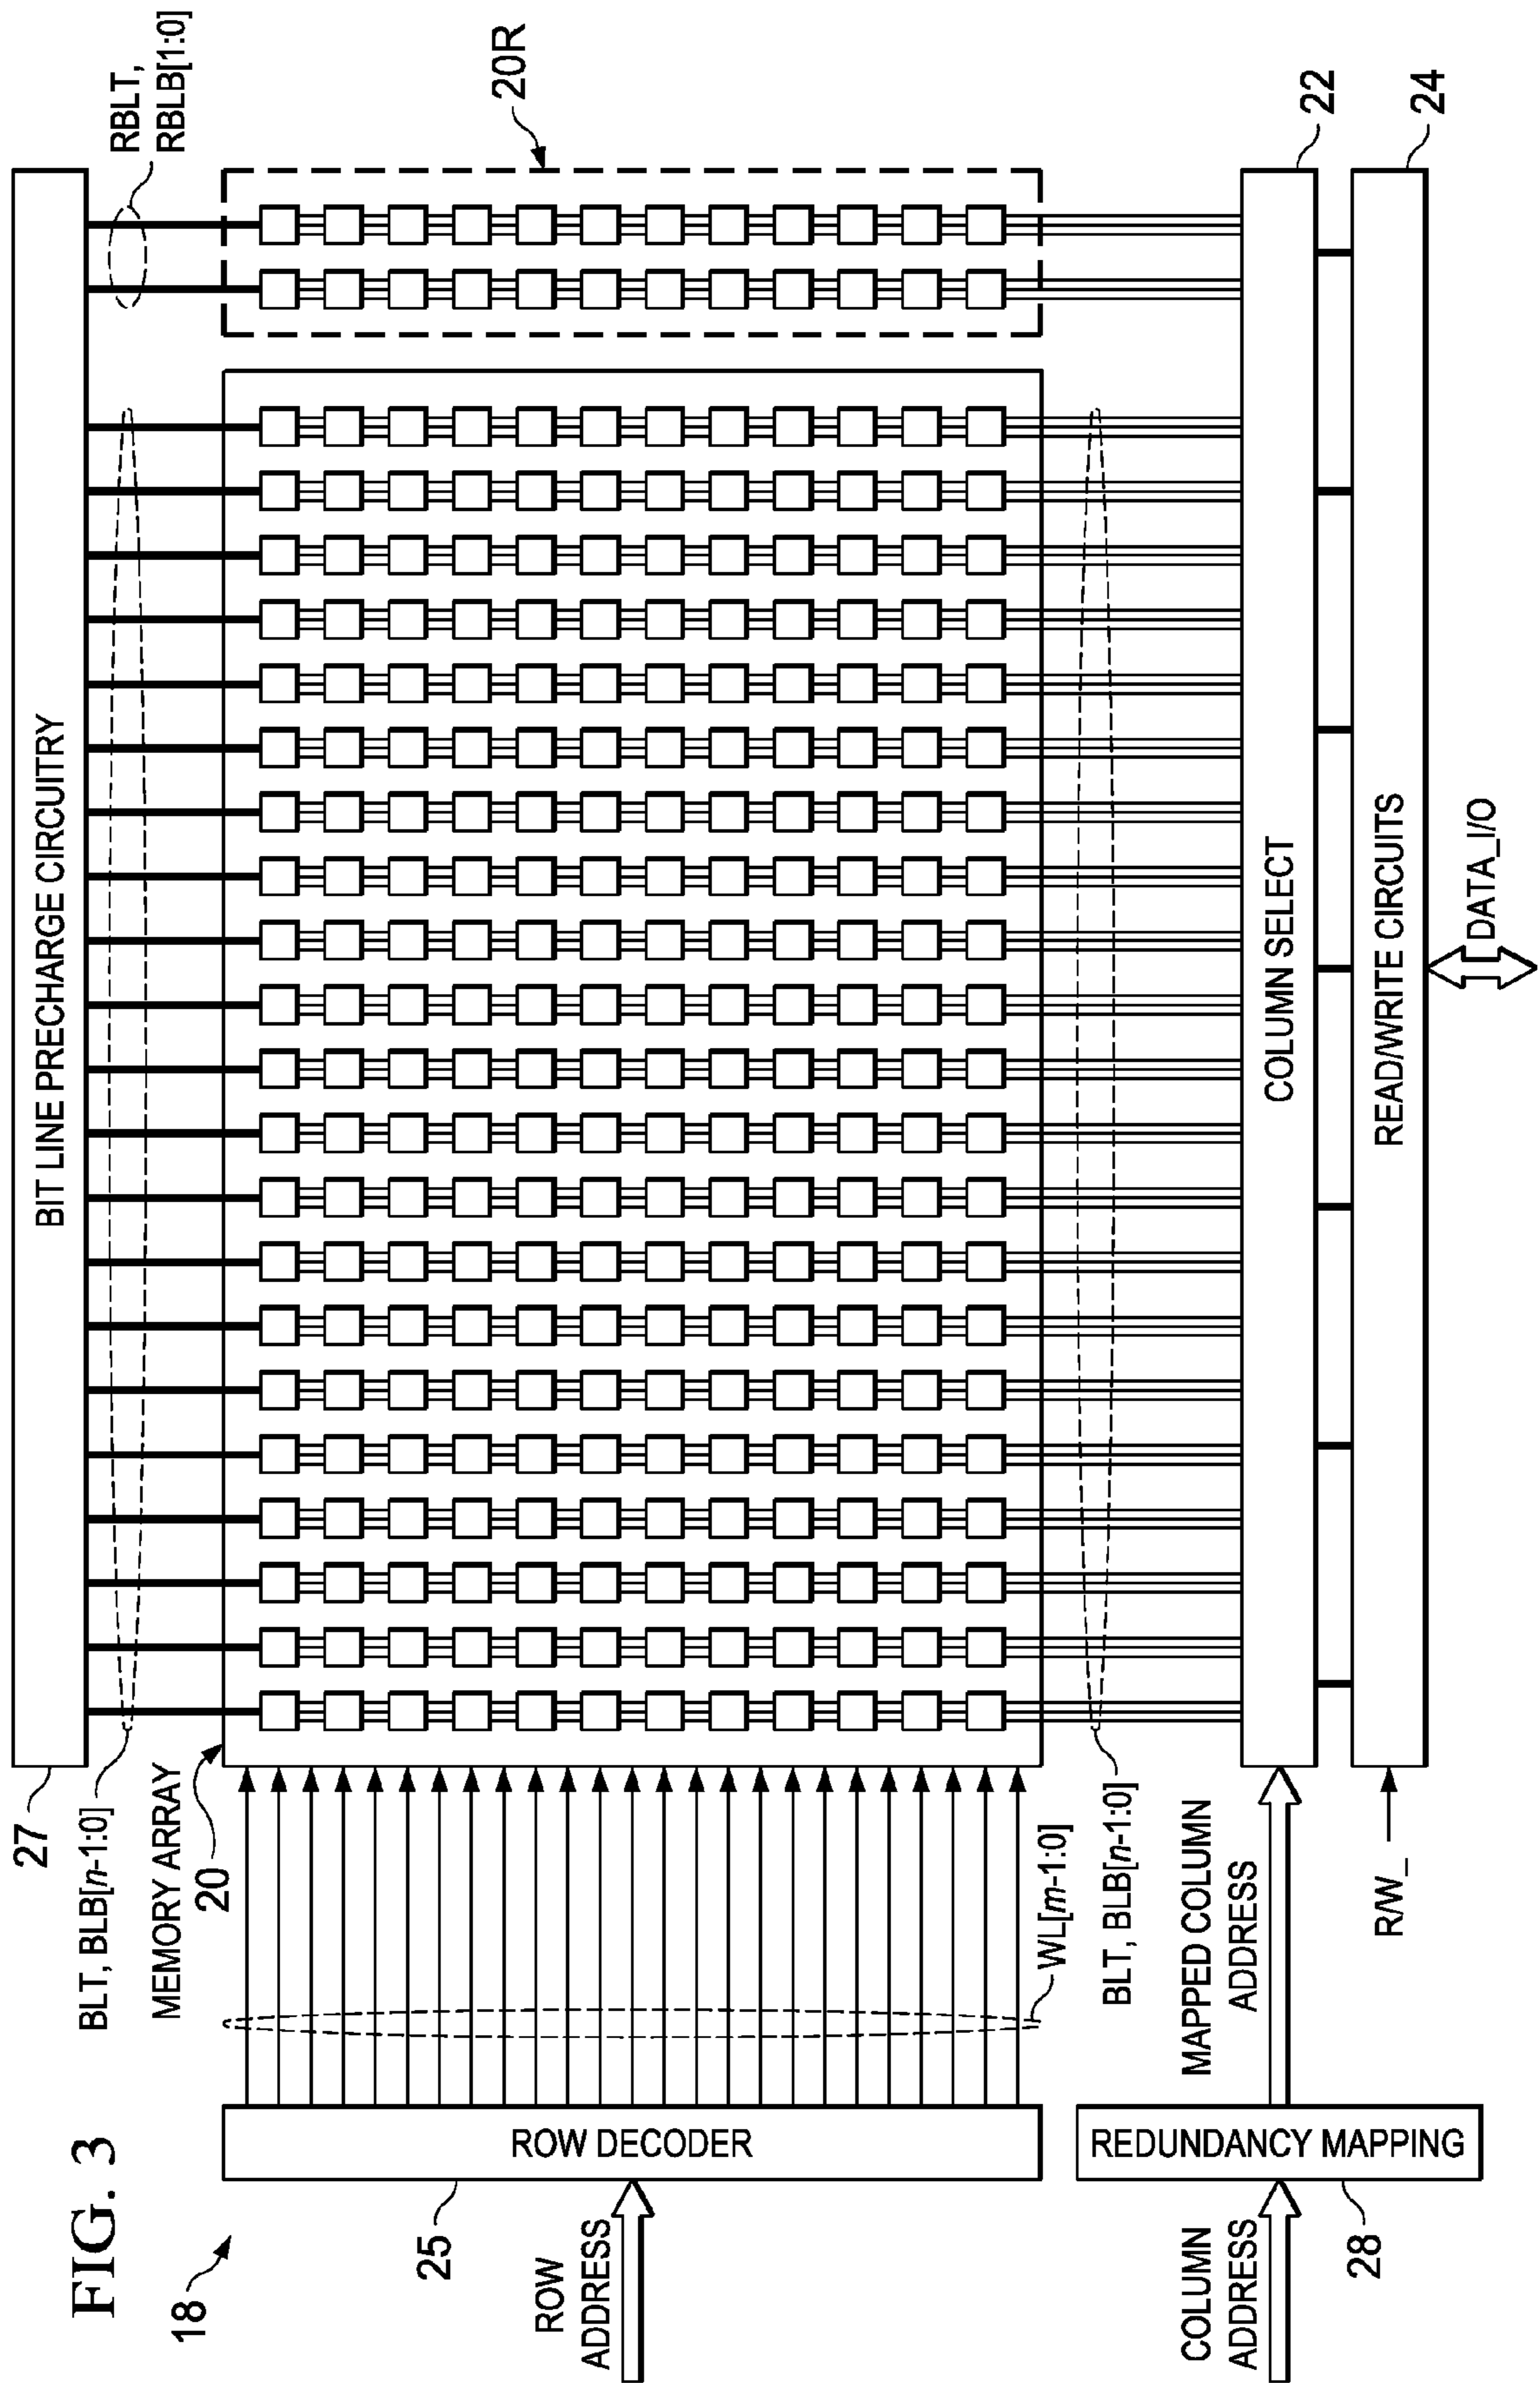 FIG. 3
18
27
BIT LINE PRECHARGE CIRCUITRY
BLT, BLB[n-1:0]
RBLT,
RBLB[1:0]
MEMORY ARRAY
20
20R
ROW DECODER
25
ROW
ADDRESS
WL[m-1:0]
BLT, BLB[n-1:0]
REDUNDANCY MAPPING
28
COLUMN
ADDRESS
MAPPED COLUMN
ADDRESS
COLUMN SELECT
22
R/W_
READ/WRITE CIRCUITS
24
DATA_I/O